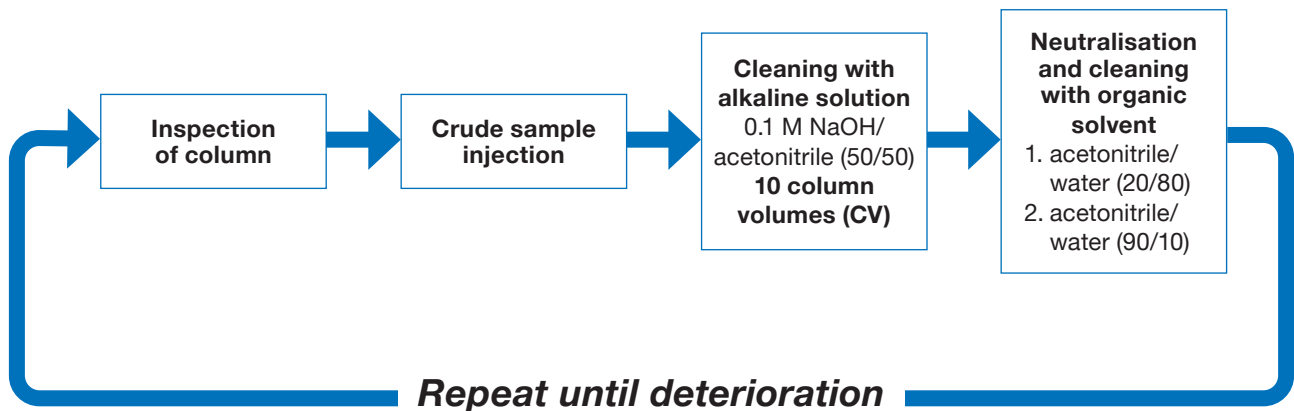 Inspection
of column
Crude sample
injection
Cleaning with
alkaline solution
0.1 M NaOH/
acetonitrile (50/50)
10 column
volumes (CV)
Neutralisation
and cleaning
with organic
solvent
1. acetonitrile/
water (20/80)
2. acetonitrile/
water (90/10)
Repeat until deterioration